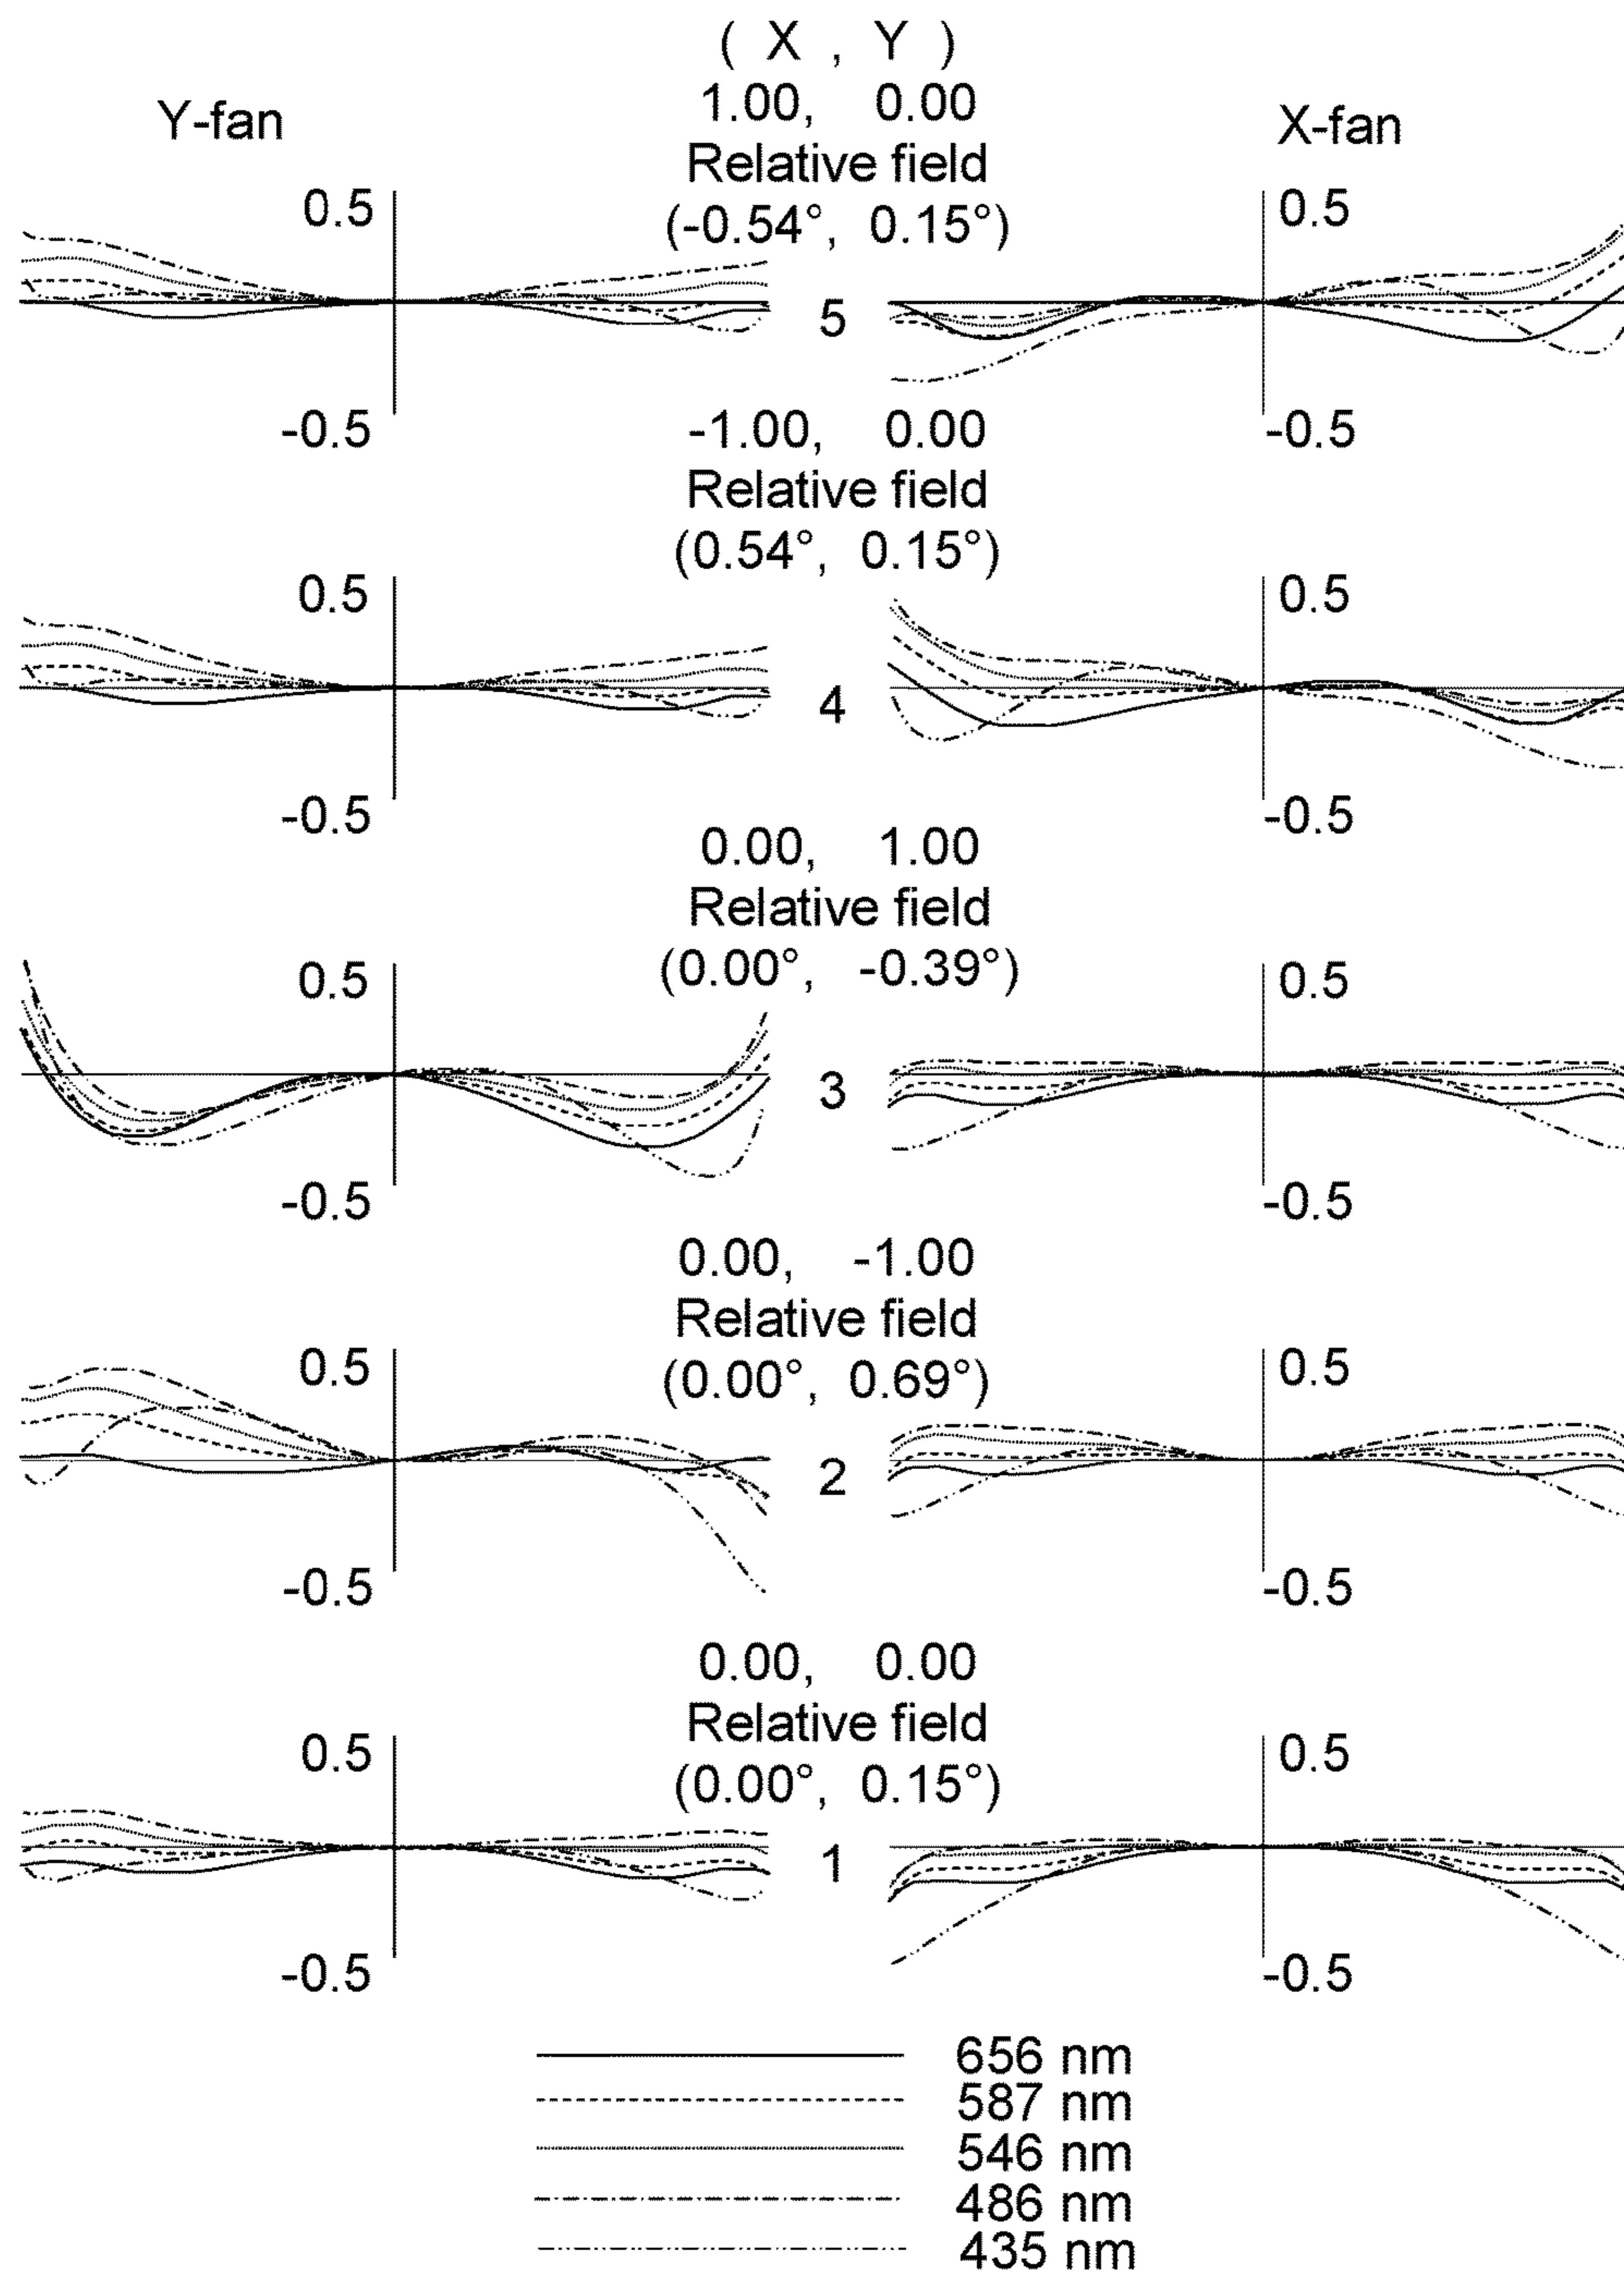 ( X , Y )
Y-fan 1.00, 0.00 X-fan
Relative field
0.5 (-0.54°, 0.15°) 0.5
5
-0.5 -1.00, 0.00 -0.5
Relative field
(0.54°, 0.15°)
0.5 0.5
4
-0.5 -0.5
0.00, 1.00
Relative field
0.5 (0.00°, -0.39°) 0.5
3
-0.5 -0.5
0.00, -1.00
Relative field
0.5 (0.00°, 0.69°) 0.5
2
-0.5 -0.5
0.00, 0.00
Relative field
0.5 (0.00°, 0.15°) 0.5
1
-0.5 -0.5
656 nm
587 nm
546 nm
486 nm
435 nm